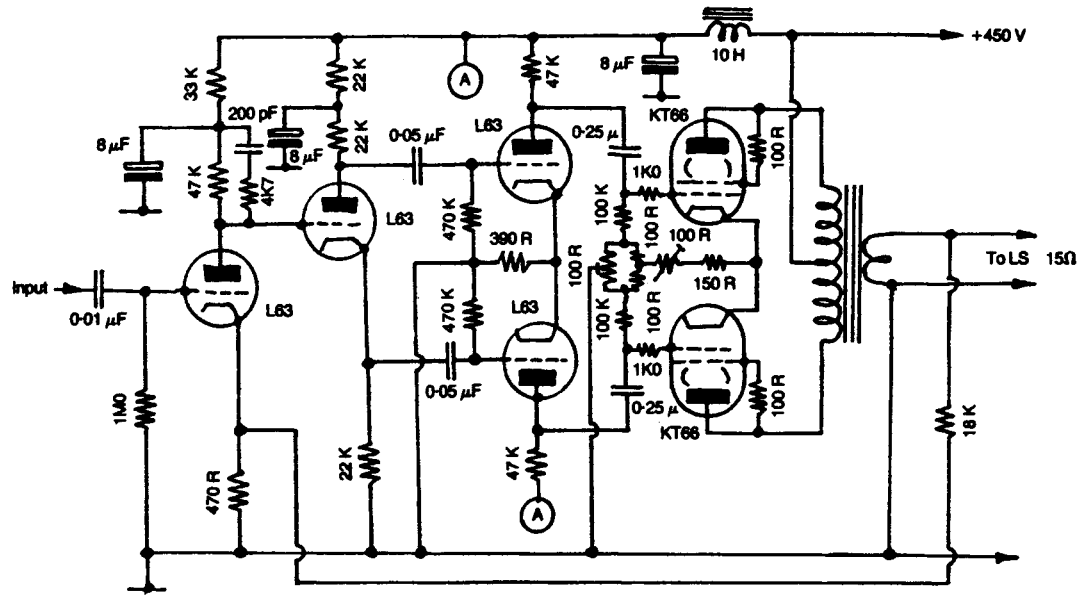 +450 V
10 H
8 µF
A
47 K
22 K
33 K
200 pF
8 µF
22 K
0·05 µF
L63
0·25 µ
KT66
100 R
8 µF
47 K
4K7
L63
470 K
1K0
100 K
100 R
100 R
390 R
100 R
150 R
To LS 15Ω
Input
0·01 µF
L63
470 K
L63
100 K
100 R
1K0
0·05 µF
0·25 µ
100 R
KT66
1M0
470 R
22 K
47 K
A
18 K